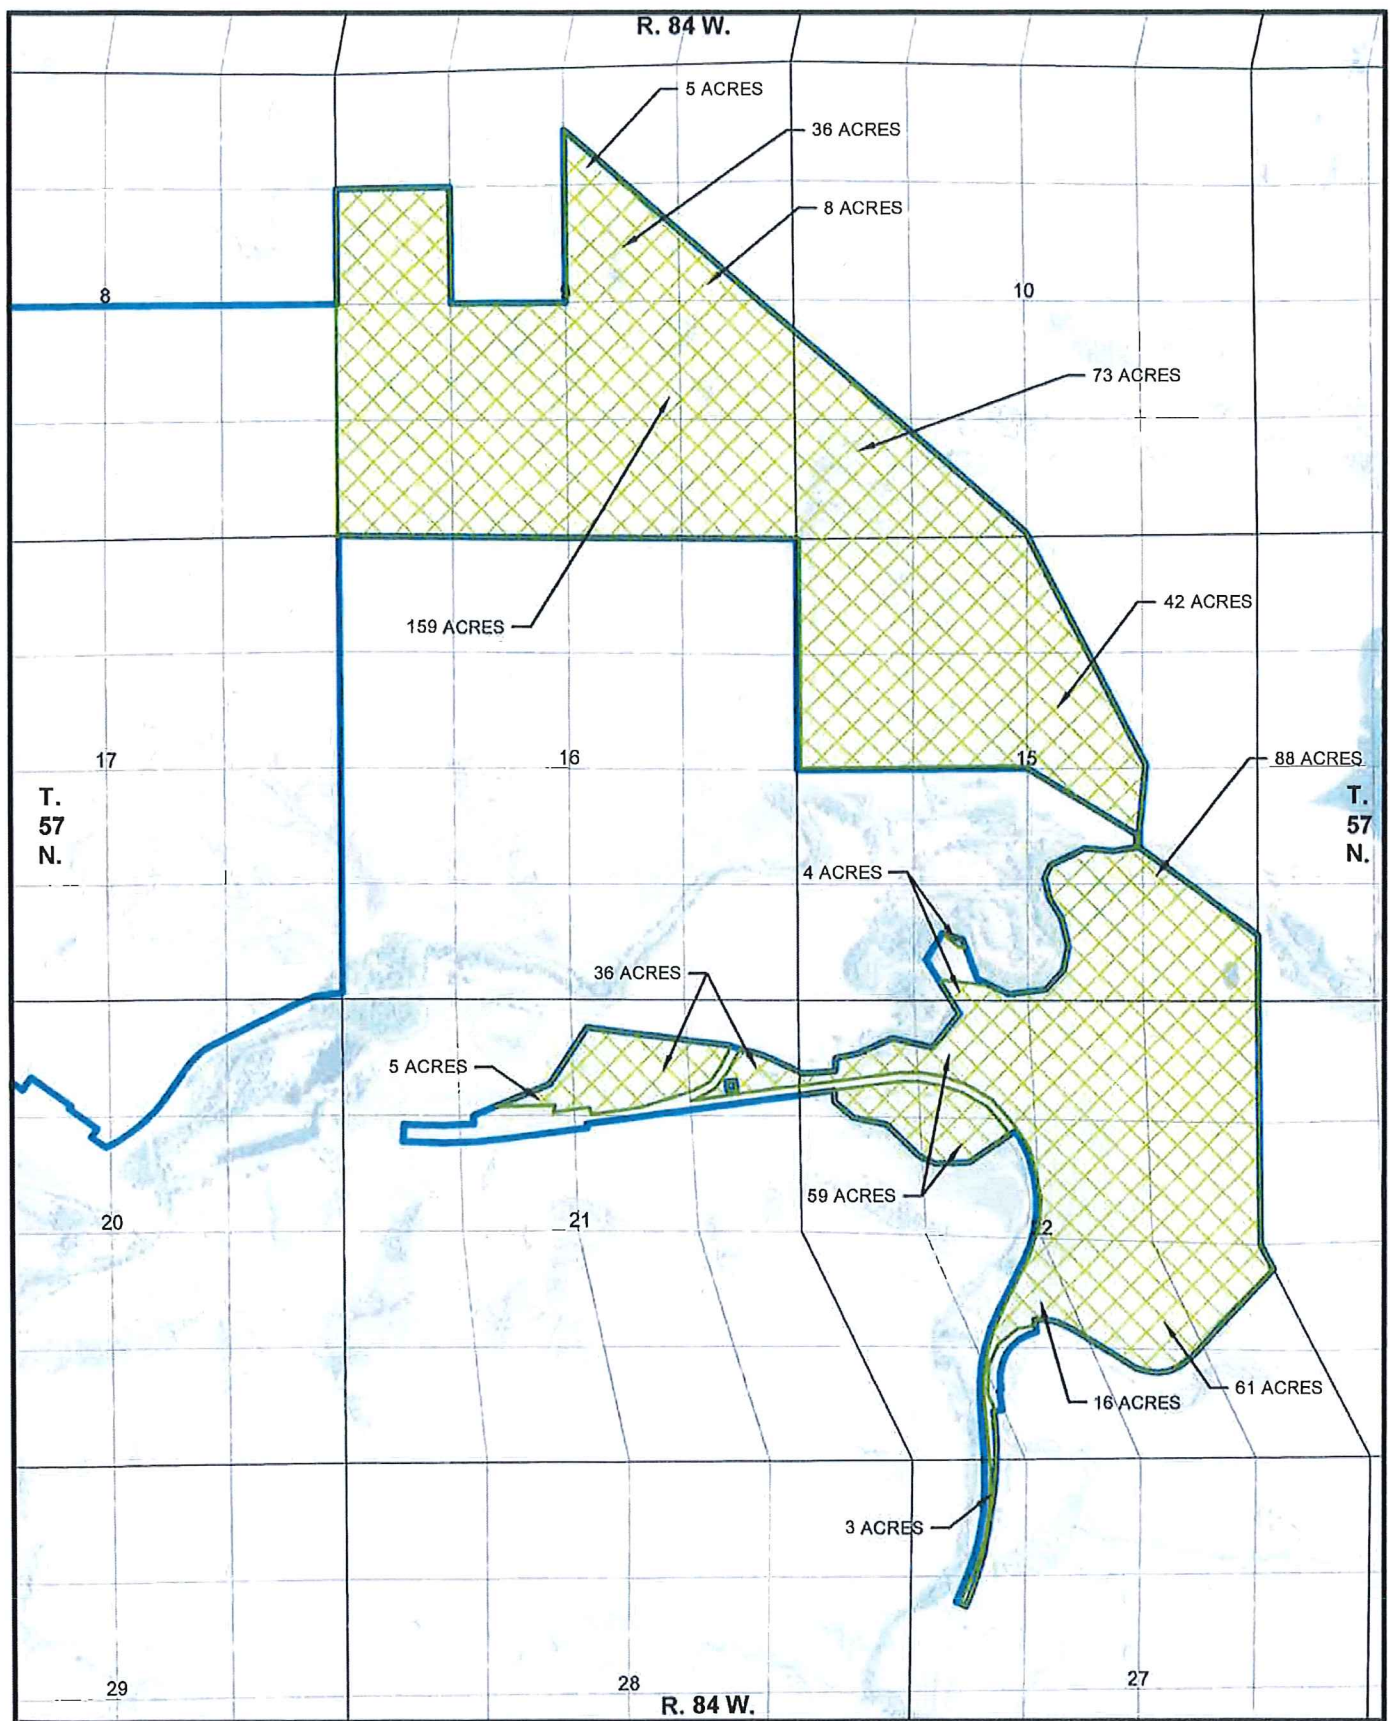 R. 84 W.
5 ACRES
36 ACRES
8 ACRES
8
10
73 ACRES
42 ACRES
159 ACRES
17
16
15
88 ACRES
T.
57
N.
T.
57
N.
4 ACRES
36 ACRES
5 ACRES
59 ACRES
20
21
2
61 ACRES
16 ACRES
3 ACRES
29
28
27
R. 84 W.